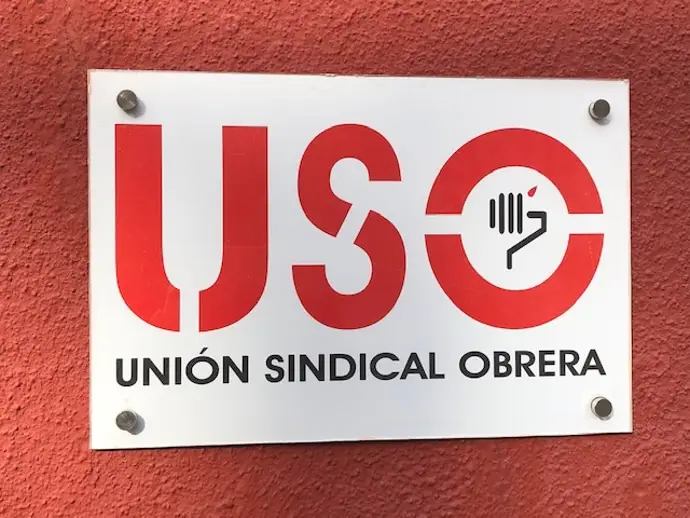 USO
UNIÓN SINDICAL OBRERA